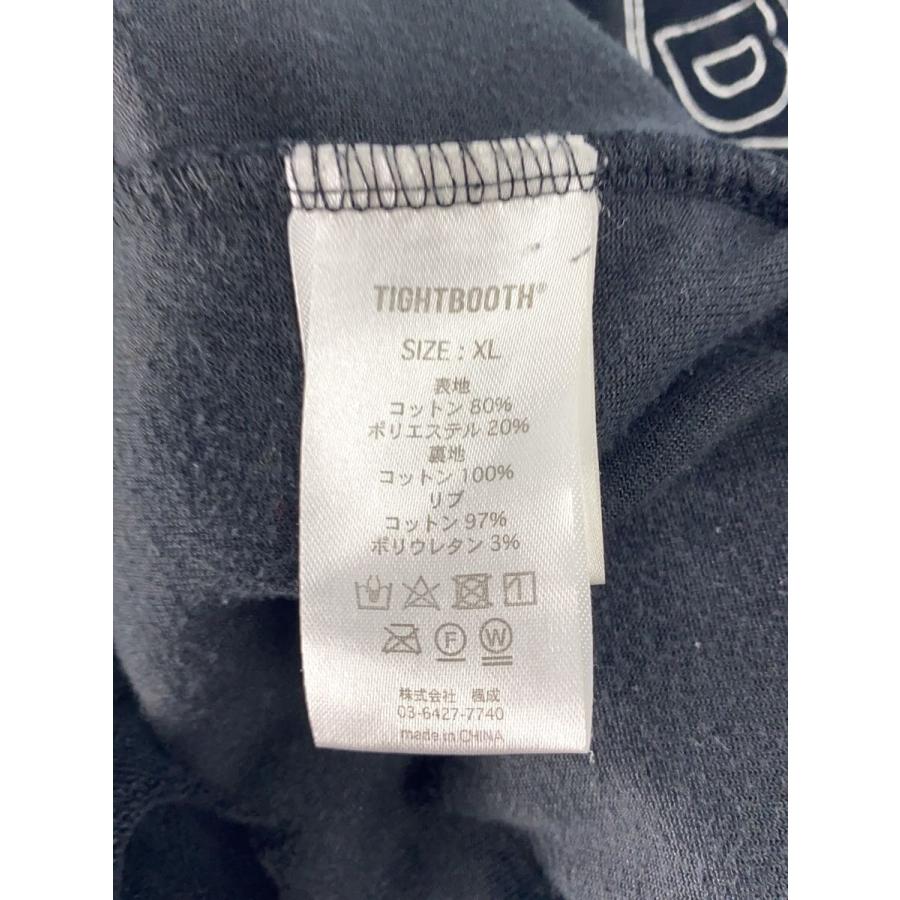 D
TIGHTBOOTH®
SIZE : XL
表地
コットン 80%
ポリエステル 20%
裏地
コットン 100%
リブ
コットン 97%
ポリウレタン 3%
F W
株式会社 楓成
03-6427-7740
made in CHINA